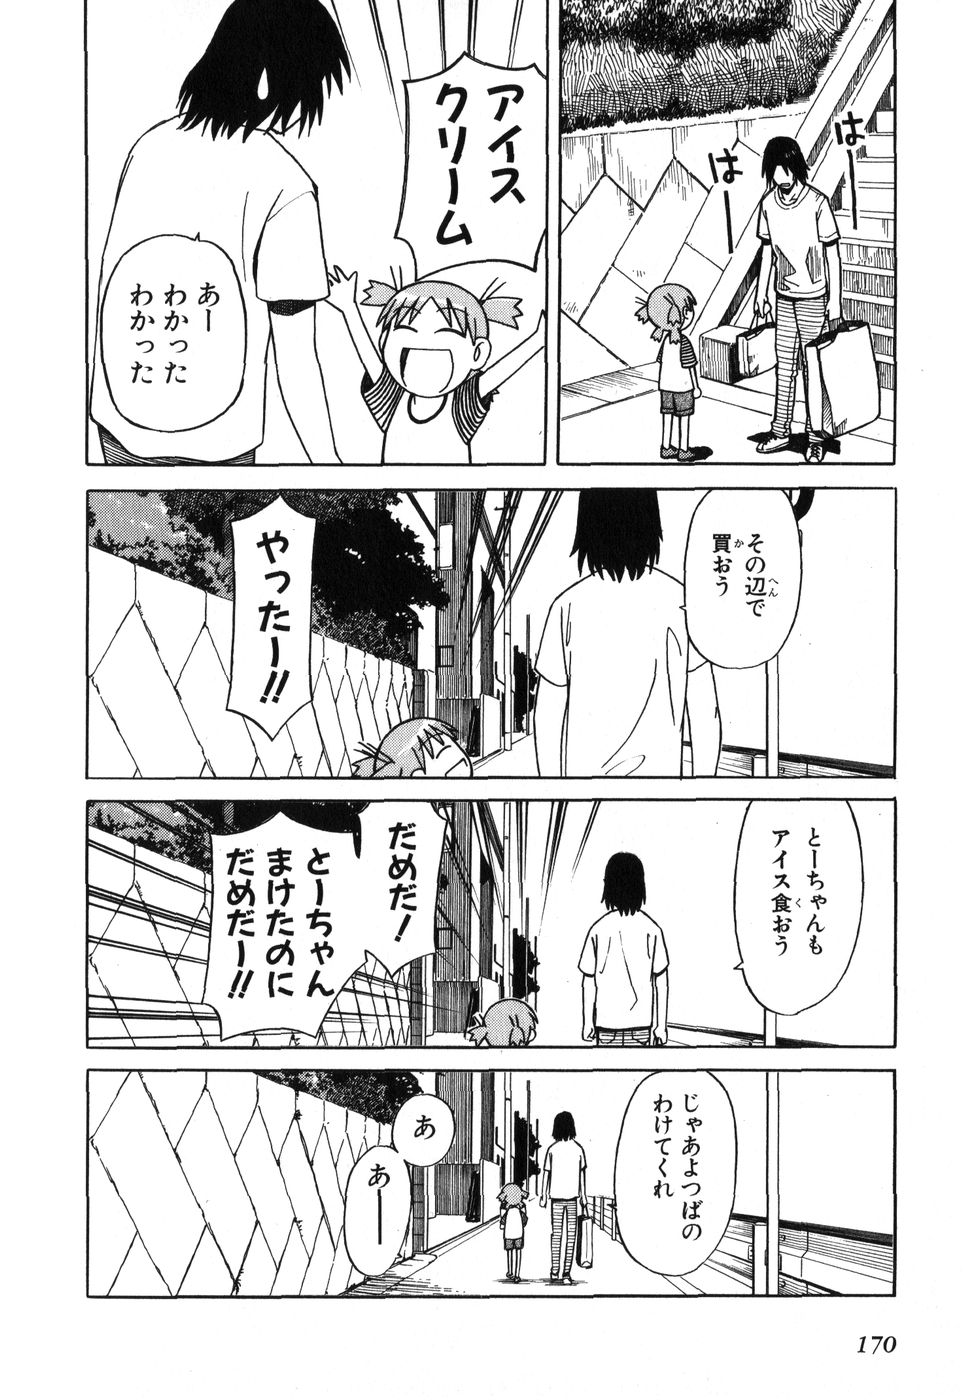 はー
はー
アイス
クリーム
あー
わかった
わかった
その辺で
へん
買おう
か
やったー!!
とーちゃんも
アイス食おう
く
だめだ!
とーちゃん
まけたのに
だめだー!!
じゃあよつばの
わけてくれ
あ
あー
170